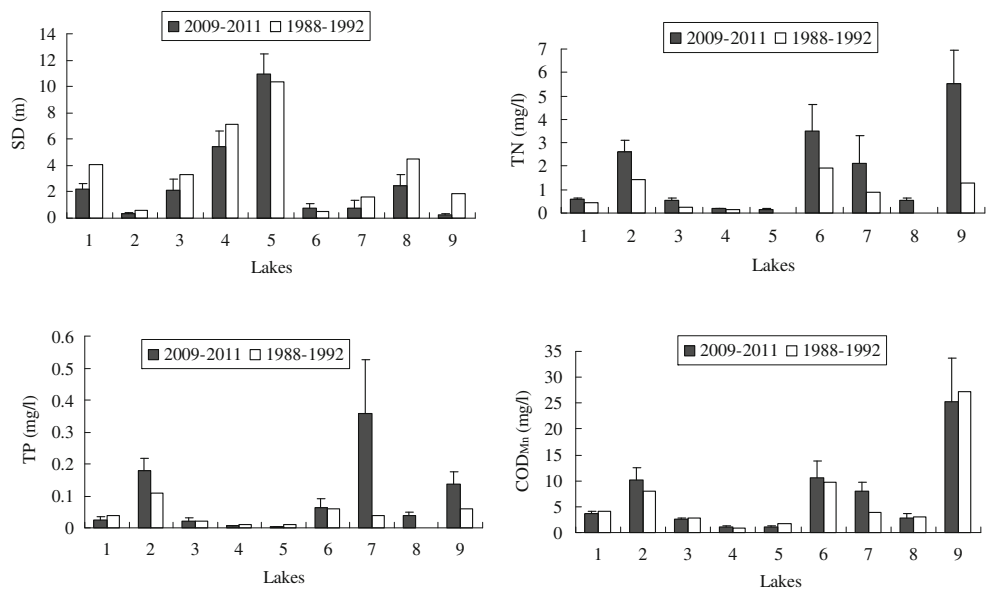 2009-2011 1988-1992
SD (m)
14
12
10
8
6
4
2
0
1 2 3 4 5 6 7 8 9
Lakes
2009-2011 1988-1992
TN (mg/l)
7
6
5
4
3
2
1
0
1 2 3 4 5 6 7 8 9
Lakes
2009-2011 1988-1992
TP (mg/l)
0.6
0.5
0.4
0.3
0.2
0.1
0
1 2 3 4 5 6 7 8 9
Lakes
2009-2011 1988-1992
CODMn (mg/l)
35
30
25
20
15
10
5
0
1 2 3 4 5 6 7 8 9
Lakes